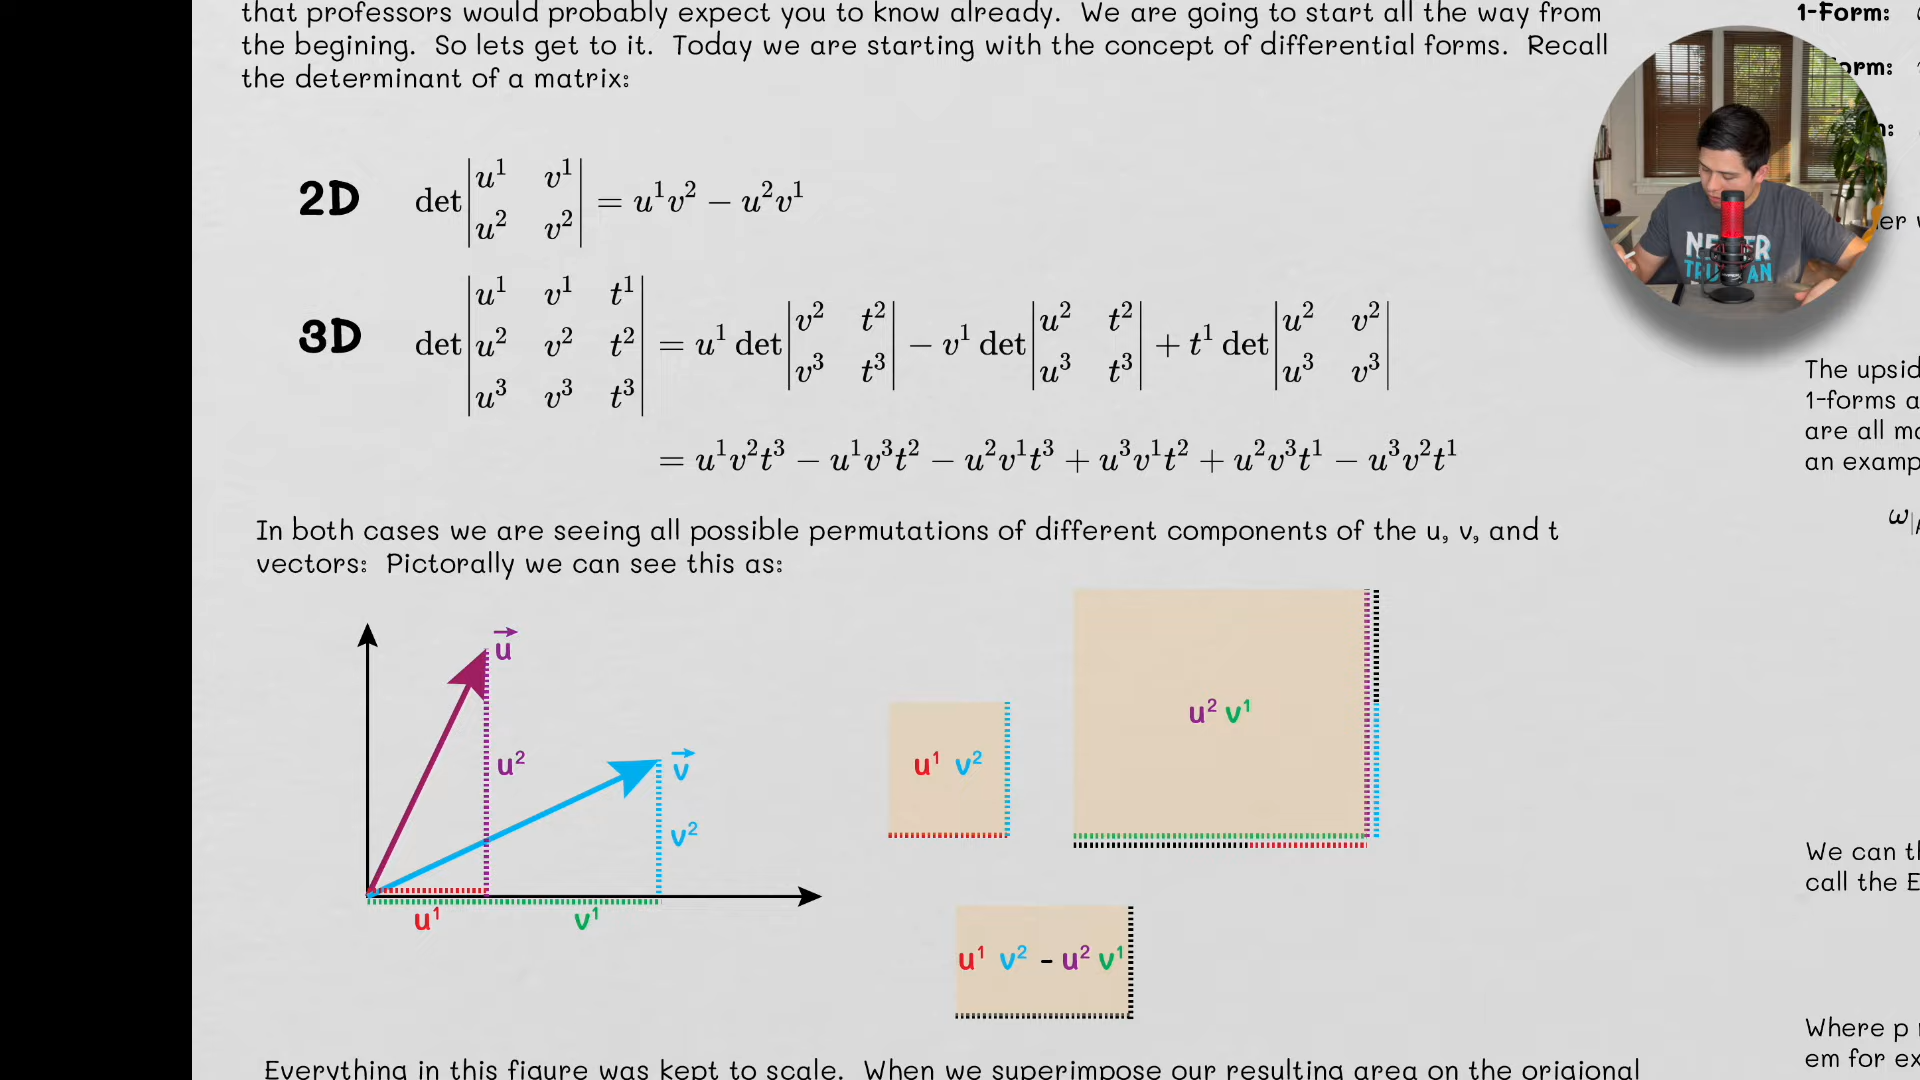 that professors would probably expect you to know already. We are going to start all the way from
the begining. So lets get to it. Today we are starting with the concept of differential forms. Recall
the determinant of a matrix:
2D det|u¹ v¹; u² v²| = u¹v² − u²v¹
3D det|u¹ v¹ t¹; u² v² t²; u³ v³ t³| = u¹ det|v² t²; v³ t³| − v¹ det|u² t²; u³ t³| + t¹ det|u² v²; u³ v³|
= u¹v²t³ − u¹v³t² − u²v¹t³ + u³v¹t² + u²v³t¹ − u³v²t¹
In both cases we are seeing all possible permutations of different components of the u, v, and t
vectors: Pictorally we can see this as:
u
u²
v
v²
u¹ v¹
u¹ v²
u² v¹
u¹ v² - u² v¹
Everything in this figure was kept to scale. When we superimpose our resulting area on the origional
1-Form:
The
1-forms
are all
an
We can
call the
Where p
em for